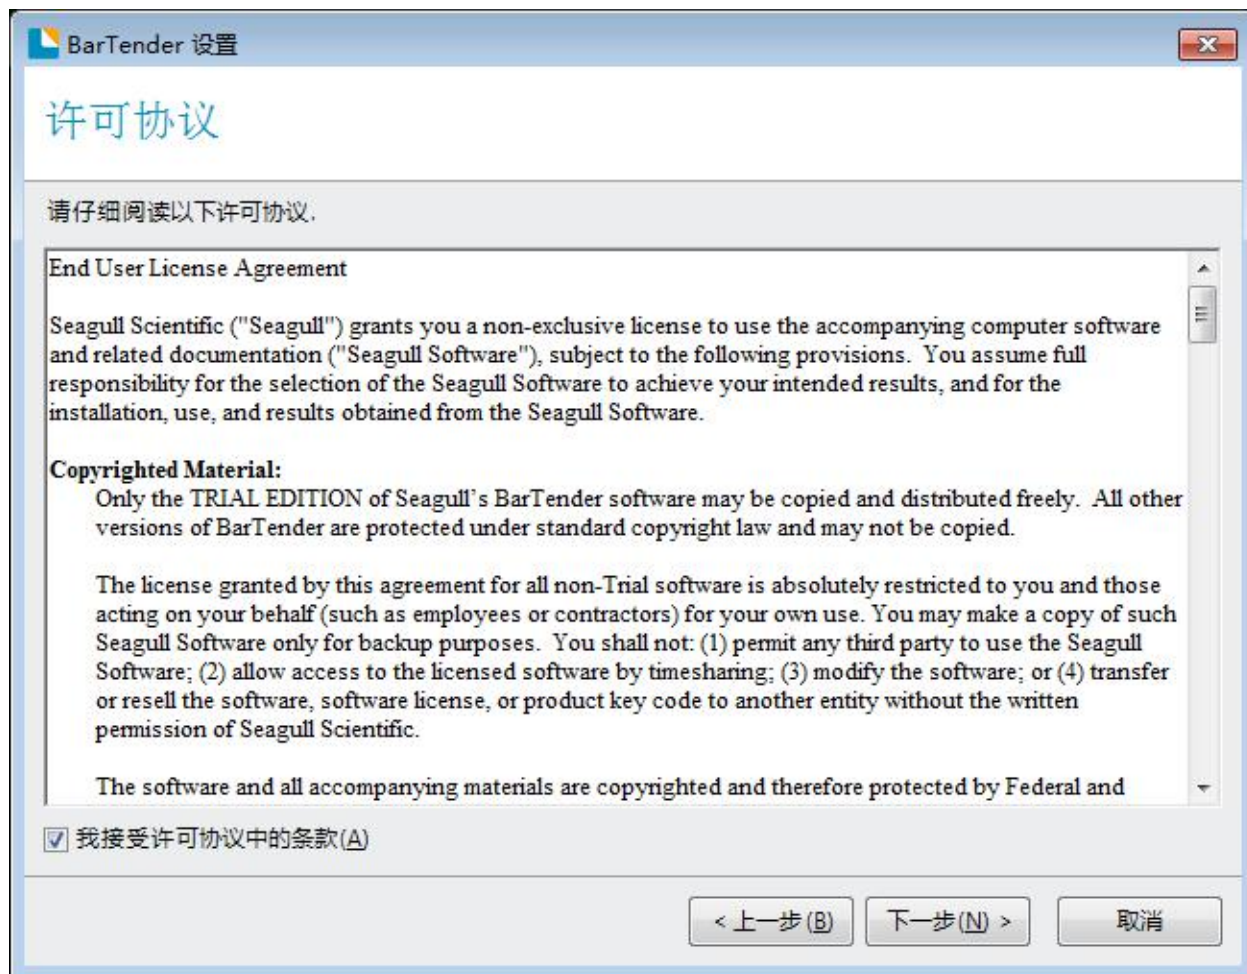 BarTender 设置
许可协议
请仔细阅读以下许可协议.
End User License Agreement
Seagull Scientific ("Seagull") grants you a non-exclusive license to use the accompanying computer software
and related documentation ("Seagull Software"), subject to the following provisions.  You assume full
responsibility for the selection of the Seagull Software to achieve your intended results, and for the
installation, use, and results obtained from the Seagull Software.
Copyrighted Material:
Only the TRIAL EDITION of Seagull’s BarTender software may be copied and distributed freely.  All other
versions of BarTender are protected under standard copyright law and may not be copied.
The license granted by this agreement for all non-Trial software is absolutely restricted to you and those
acting on your behalf (such as employees or contractors) for your own use. You may make a copy of such
Seagull Software only for backup purposes.  You shall not: (1) permit any third party to use the Seagull
Software; (2) allow access to the licensed software by timesharing; (3) modify the software; or (4) transfer
or resell the software, software license, or product key code to another entity without the written
permission of Seagull Scientific.
The software and all accompanying materials are copyrighted and therefore protected by Federal and
我接受许可协议中的条款(A)
< 上一步(B)
下一步(N) >
取消